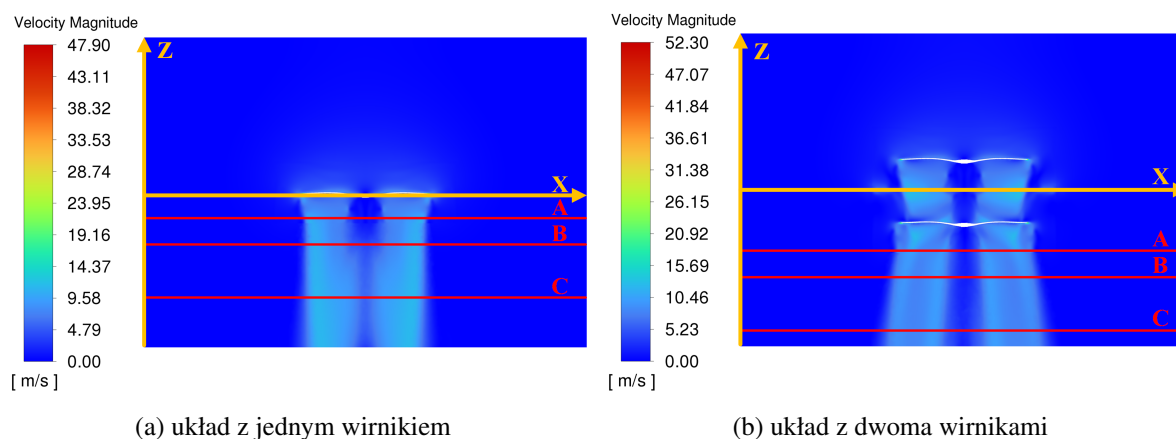 Velocity Magnitude
47.90
43.11
38.32
33.53
28.74
23.95
19.16
14.37
9.58
4.79
0.00
[ m/s ]
Z
X
A
B
C
(a) układ z jednym wirnikiem
Velocity Magnitude
52.30
47.07
41.84
36.61
31.38
26.15
20.92
15.69
10.46
5.23
0.00
[ m/s ]
Z
X
A
B
C
(b) układ z dwoma wirnikami